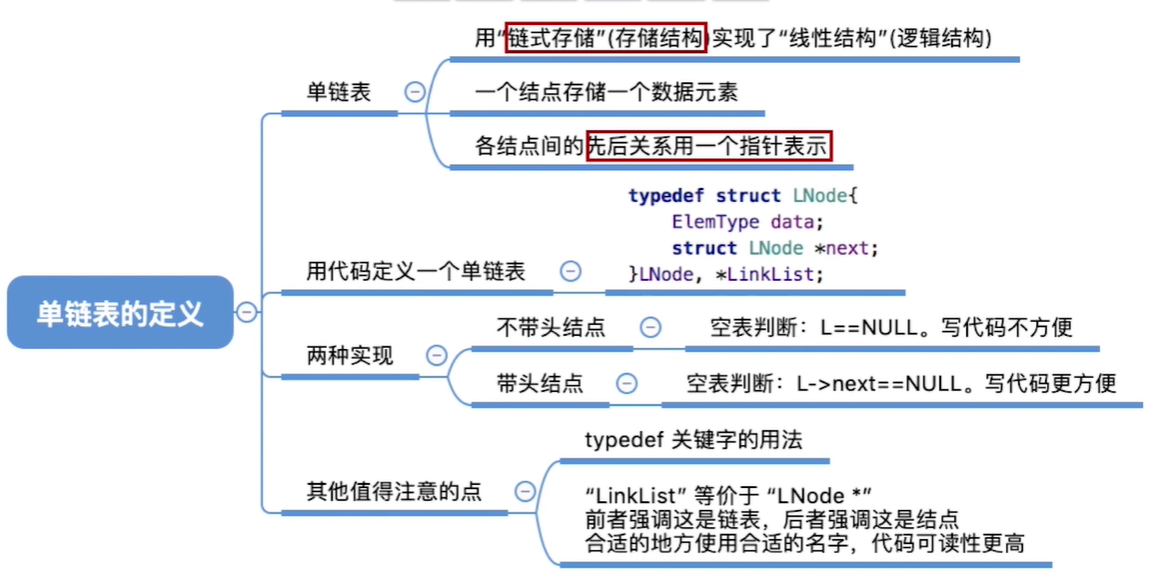 用“链式存储”(存储结构)实现了“线性结构”(逻辑结构)
单链表
一个结点存储一个数据元素
各结点间的先后关系用一个指针表示
typedef struct LNode{
ElemType data;
struct LNode *next;
}LNode, *LinkList;
用代码定义一个单链表
单链表的定义
不带头结点
空表判断：L==NULL。写代码不方便
两种实现
带头结点
空表判断：L->next==NULL。写代码更方便
typedef 关键字的用法
其他值得注意的点
“LinkList” 等价于 “LNode *”
前者强调这是链表，后者强调这是结点
合适的地方使用合适的名字，代码可读性更高